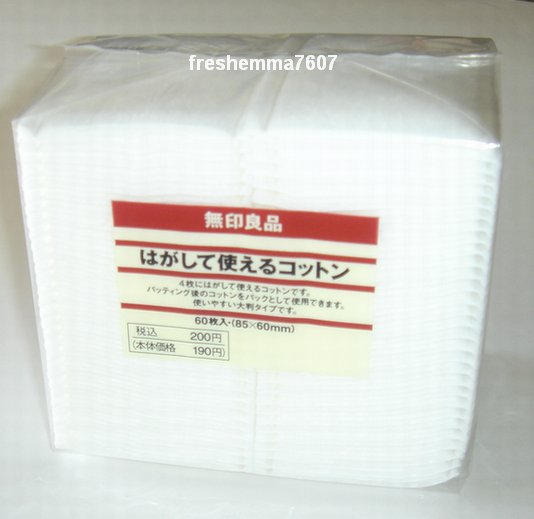 freshemma7607
無印良品
はがして使えるコットン
4枚にはがして使えるコットンです。
パッティング後のコットンをパックとして使用できます。
使いやすい大判タイプです。
60枚入・(85×60mm)
税込 200円
(本体価格 190円)